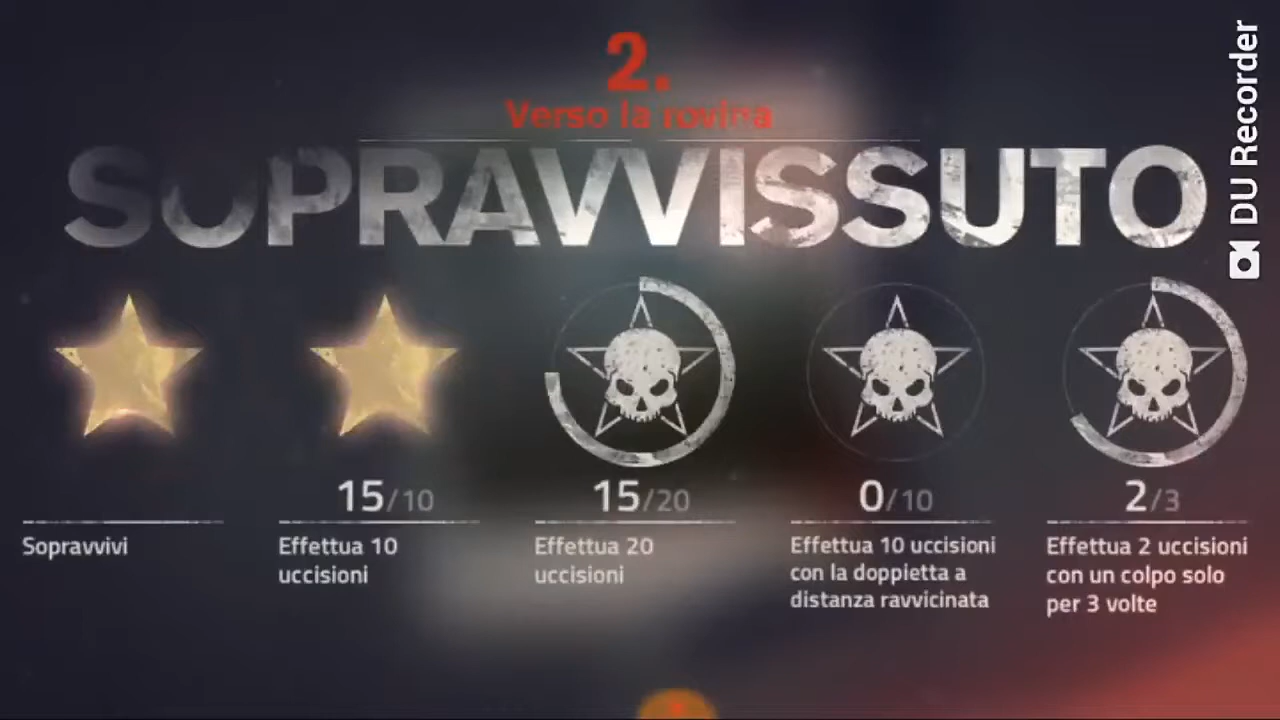 2.
Verso la rovina
SOPRAVVISSUTO
15/10
15/20
0/10
2/3
Sopravvivi
Effettua 10
uccisioni
Effettua 20
uccisioni
Effettua 10 uccisioni
con la doppietta a
distanza ravvicinata
Effettua 2 uccisioni
con un colpo solo
per 3 volte
DU Recorder